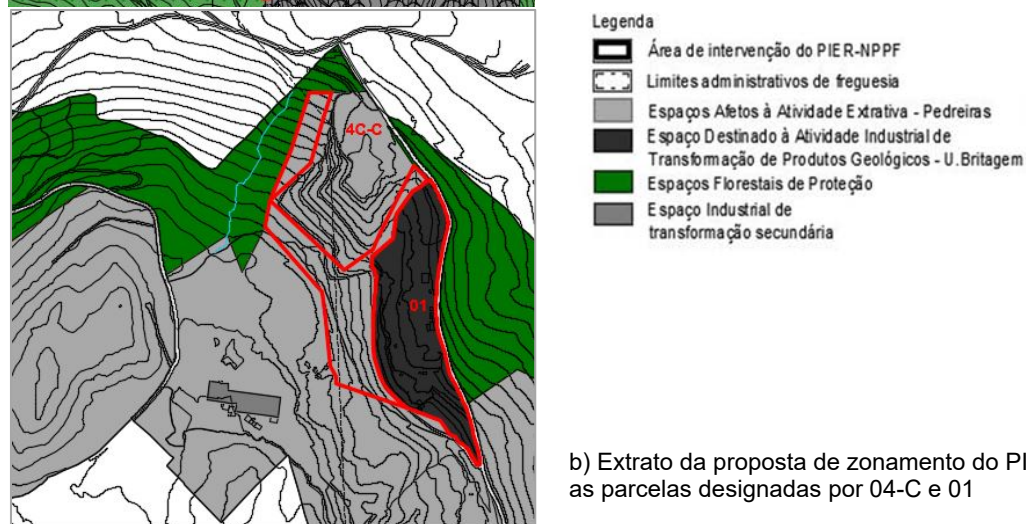 4C-C
01
Legenda
Área de intervenção do PIER-NPPF
Limites administrativos de freguesia
Espaços Afetos à Atividade Extrativa - Pedreiras
Espaço Destinado à Atividade Industrial de
Transformação de Produtos Geológicos - U.Britagem
Espaços Florestais de Proteção
Espaço Industrial de
transformação secundária
b) Extrato da proposta de zonamento do PI
as parcelas designadas por 04-C e 01